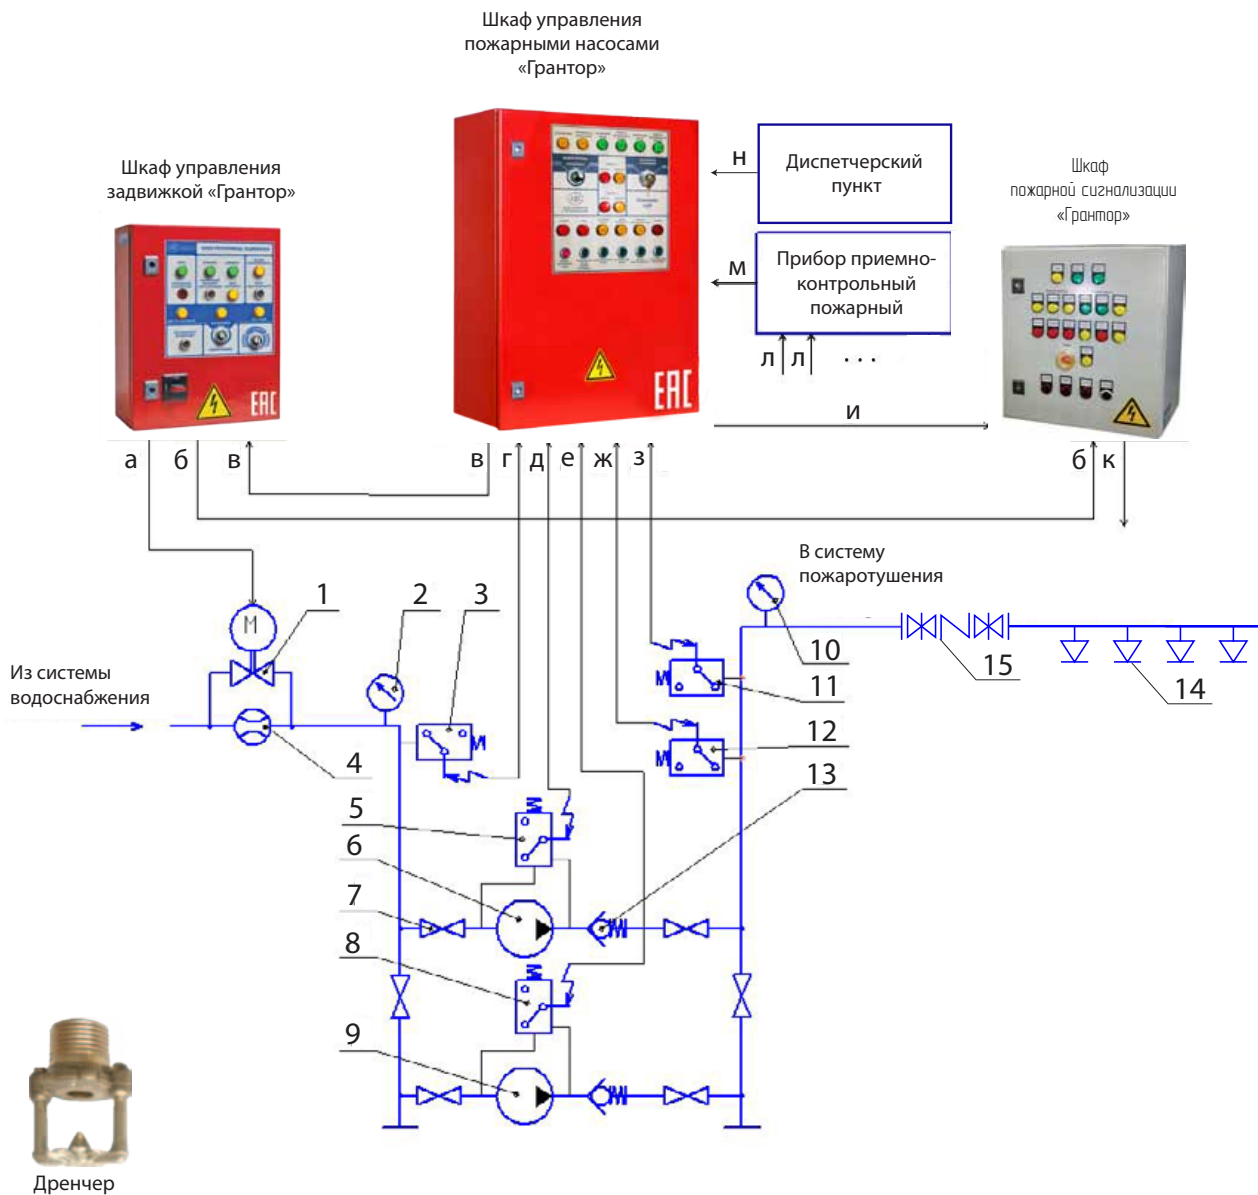 Шкаф управления
пожарными насосами
«Грантор»
Шкаф управления
задвижкой «Грантор»
Диспетчерский
пункт
Прибор приемно-
контрольный
пожарный
Шкаф
пожарной сигнализации
«Грантор»
н
м
л л . . .
и
EAC
EAC
а б в
в г д е ж з
б к
В систему
пожаротушения
Из системы
водоснабжения
М
1
2
3
4
5
6
7
8
9
10
11
12
13
14
15
Дренчер